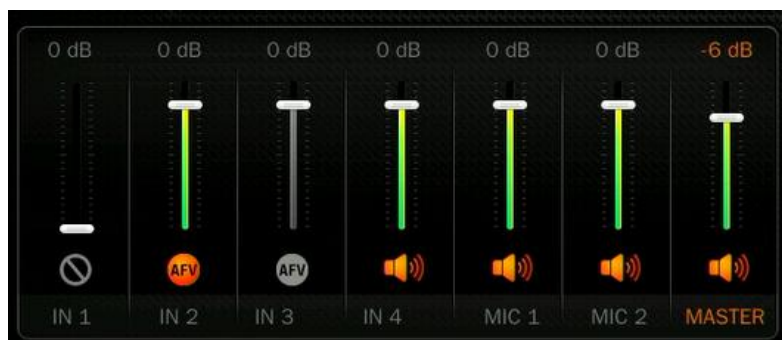 0 dB 0 dB 0 dB 0 dB 0 dB 0 dB -6 dB
AFV AFV
IN 1 IN 2 IN 3 IN 4 MIC 1 MIC 2 MASTER